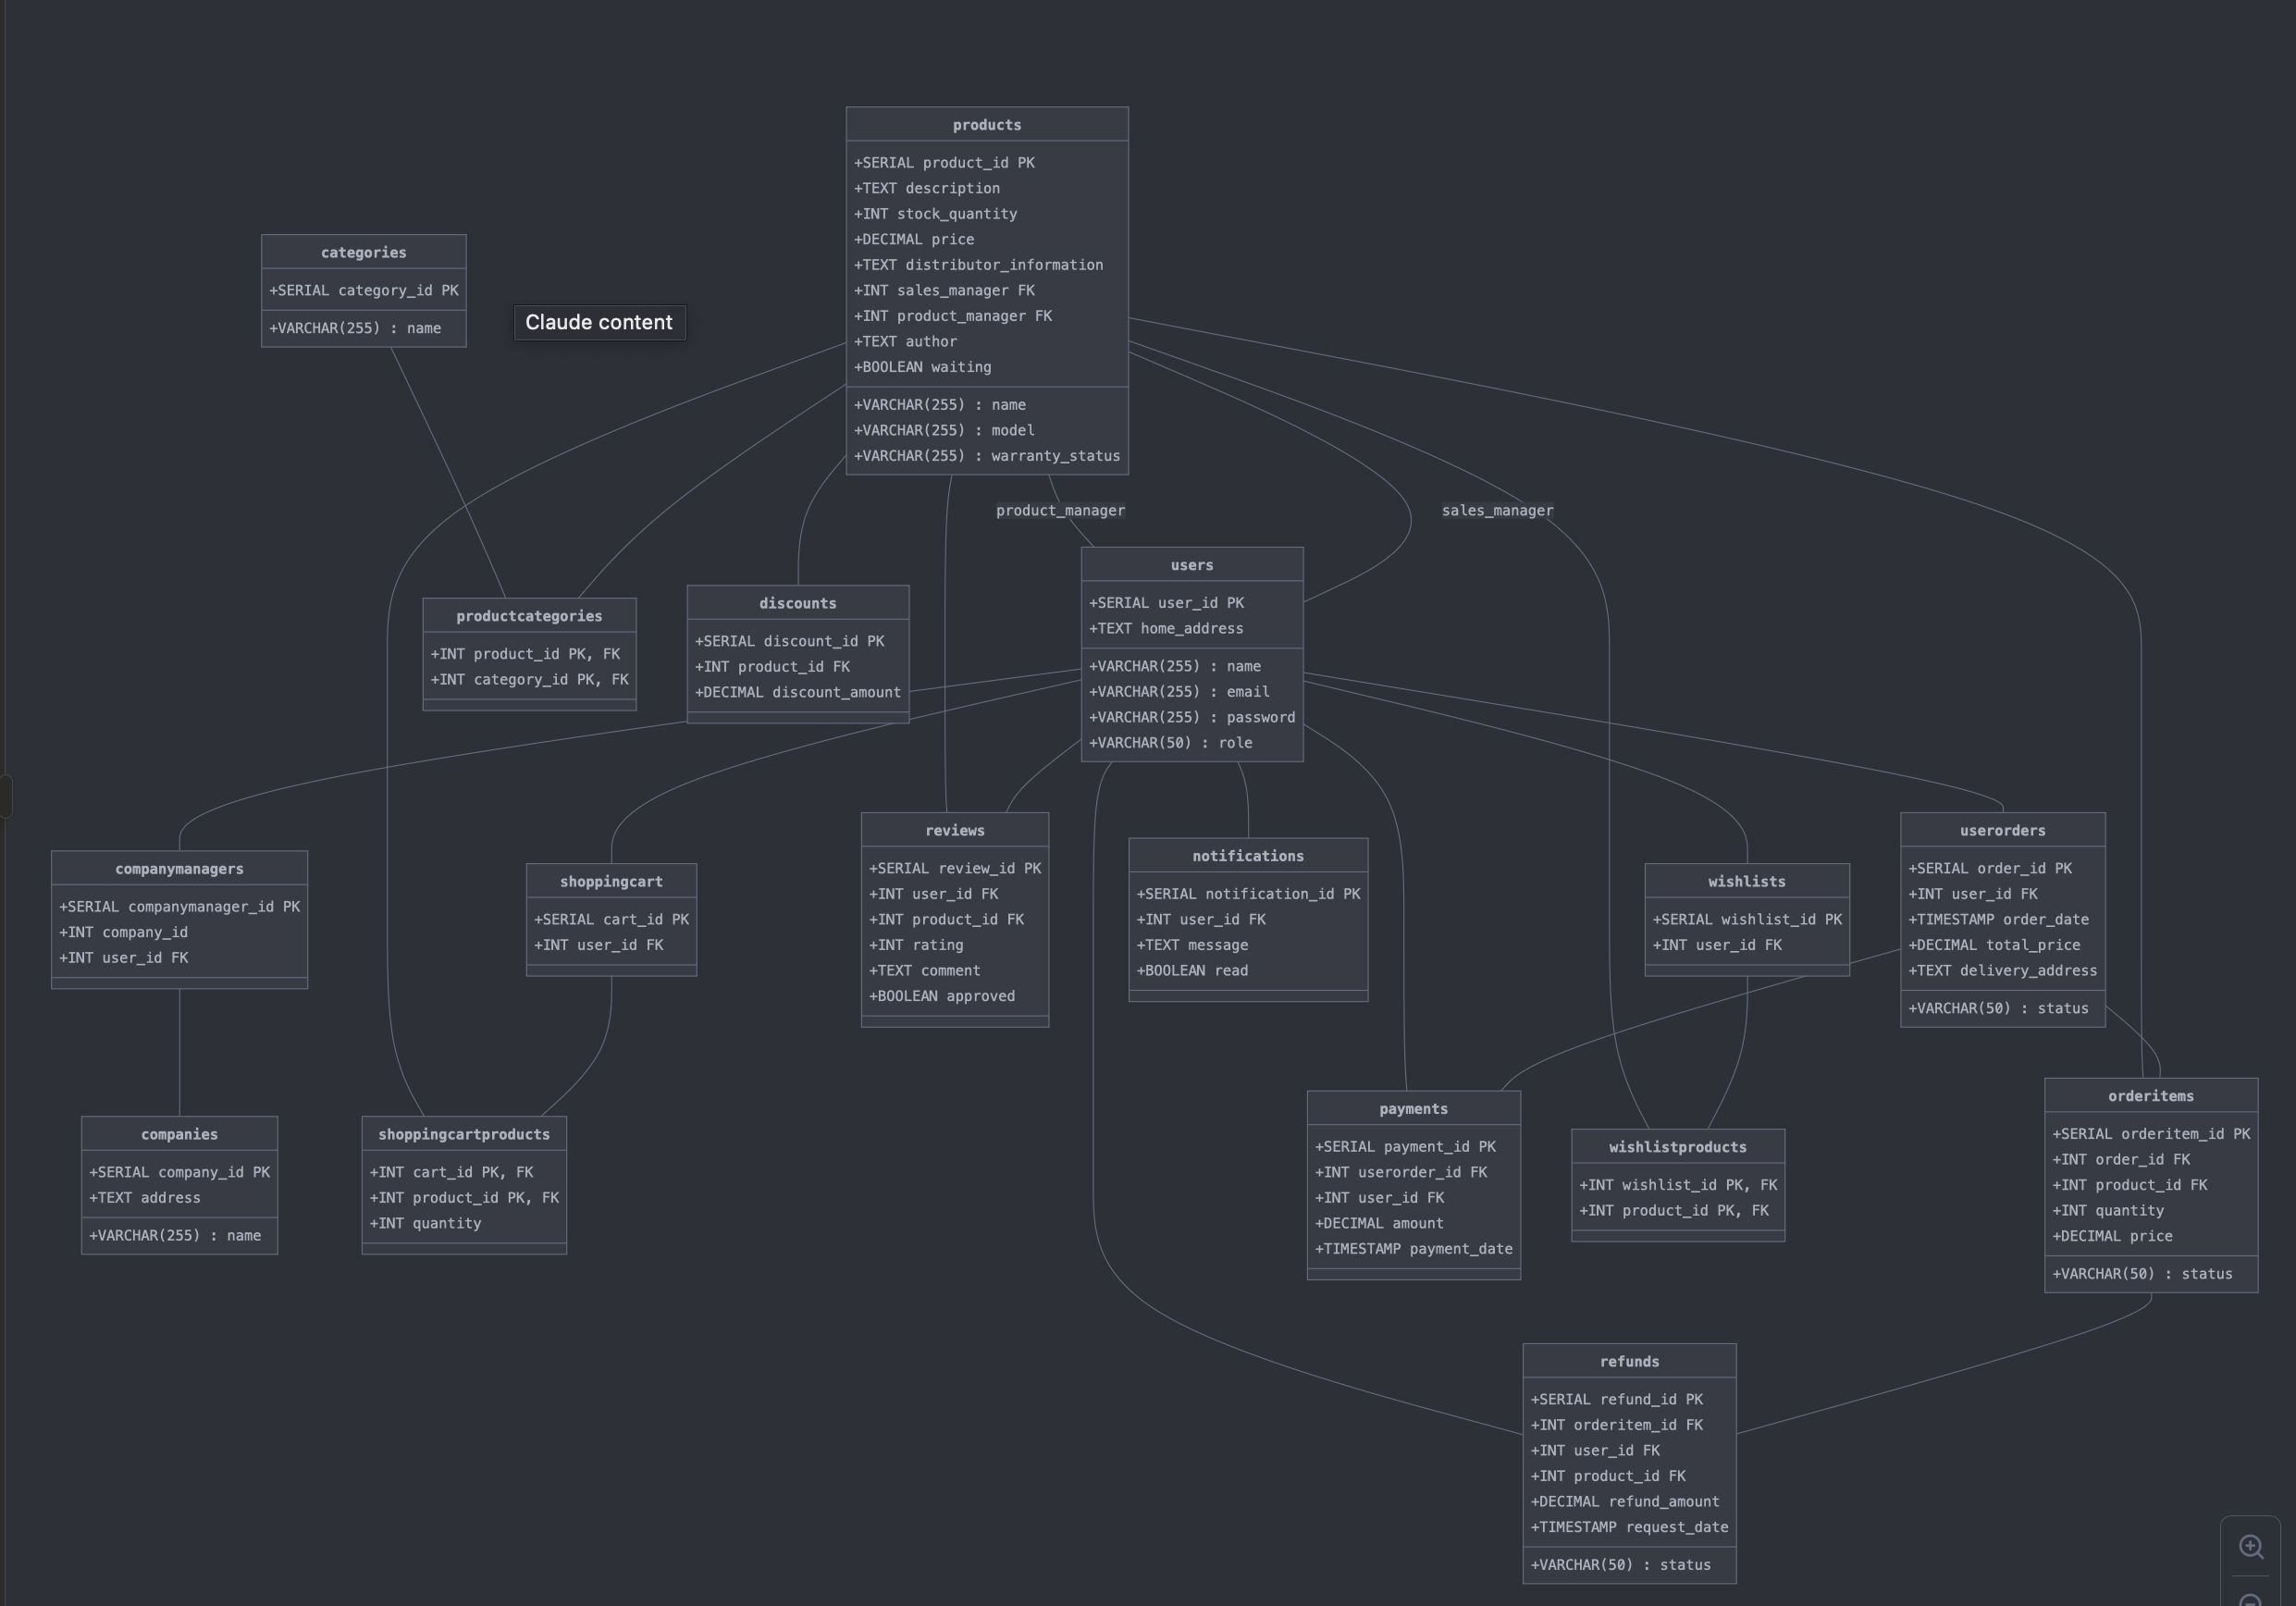 products
+SERIAL product_id PK
+TEXT description
+INT stock_quantity
+DECIMAL price
+TEXT distributor_information
+INT sales_manager FK
+INT product_manager FK
+TEXT author
+BOOLEAN waiting
+VARCHAR(255) : name
+VARCHAR(255) : model
+VARCHAR(255) : warranty_status
categories
+SERIAL category_id PK
+VARCHAR(255) : name
Claude content
product_manager
sales_manager
productcategories
+INT product_id PK, FK
+INT category_id PK, FK
discounts
+SERIAL discount_id PK
+INT product_id FK
+DECIMAL discount_amount
users
+SERIAL user_id PK
+TEXT home_address
+VARCHAR(255) : name
+VARCHAR(255) : email
+VARCHAR(255) : password
+VARCHAR(50) : role
companymanagers
+SERIAL companymanager_id PK
+INT company_id
+INT user_id FK
shoppingcart
+SERIAL cart_id PK
+INT user_id FK
reviews
+SERIAL review_id PK
+INT user_id FK
+INT product_id FK
+INT rating
+TEXT comment
+BOOLEAN approved
notifications
+SERIAL notification_id PK
+INT user_id FK
+TEXT message
+BOOLEAN read
wishlists
+SERIAL wishlist_id PK
+INT user_id FK
userorders
+SERIAL order_id PK
+INT user_id FK
+TIMESTAMP order_date
+DECIMAL total_price
+TEXT delivery_address
+VARCHAR(50) : status
companies
+SERIAL company_id PK
+TEXT address
+VARCHAR(255) : name
shoppingcartproducts
+INT cart_id PK, FK
+INT product_id PK, FK
+INT quantity
payments
+SERIAL payment_id PK
+INT userorder_id FK
+INT user_id FK
+DECIMAL amount
+TIMESTAMP payment_date
wishlistproducts
+INT wishlist_id PK, FK
+INT product_id PK, FK
orderitems
+SERIAL orderitem_id PK
+INT order_id FK
+INT product_id FK
+INT quantity
+DECIMAL price
+VARCHAR(50) : status
refunds
+SERIAL refund_id PK
+INT orderitem_id FK
+INT user_id FK
+INT product_id FK
+DECIMAL refund_amount
+TIMESTAMP request_date
+VARCHAR(50) : status